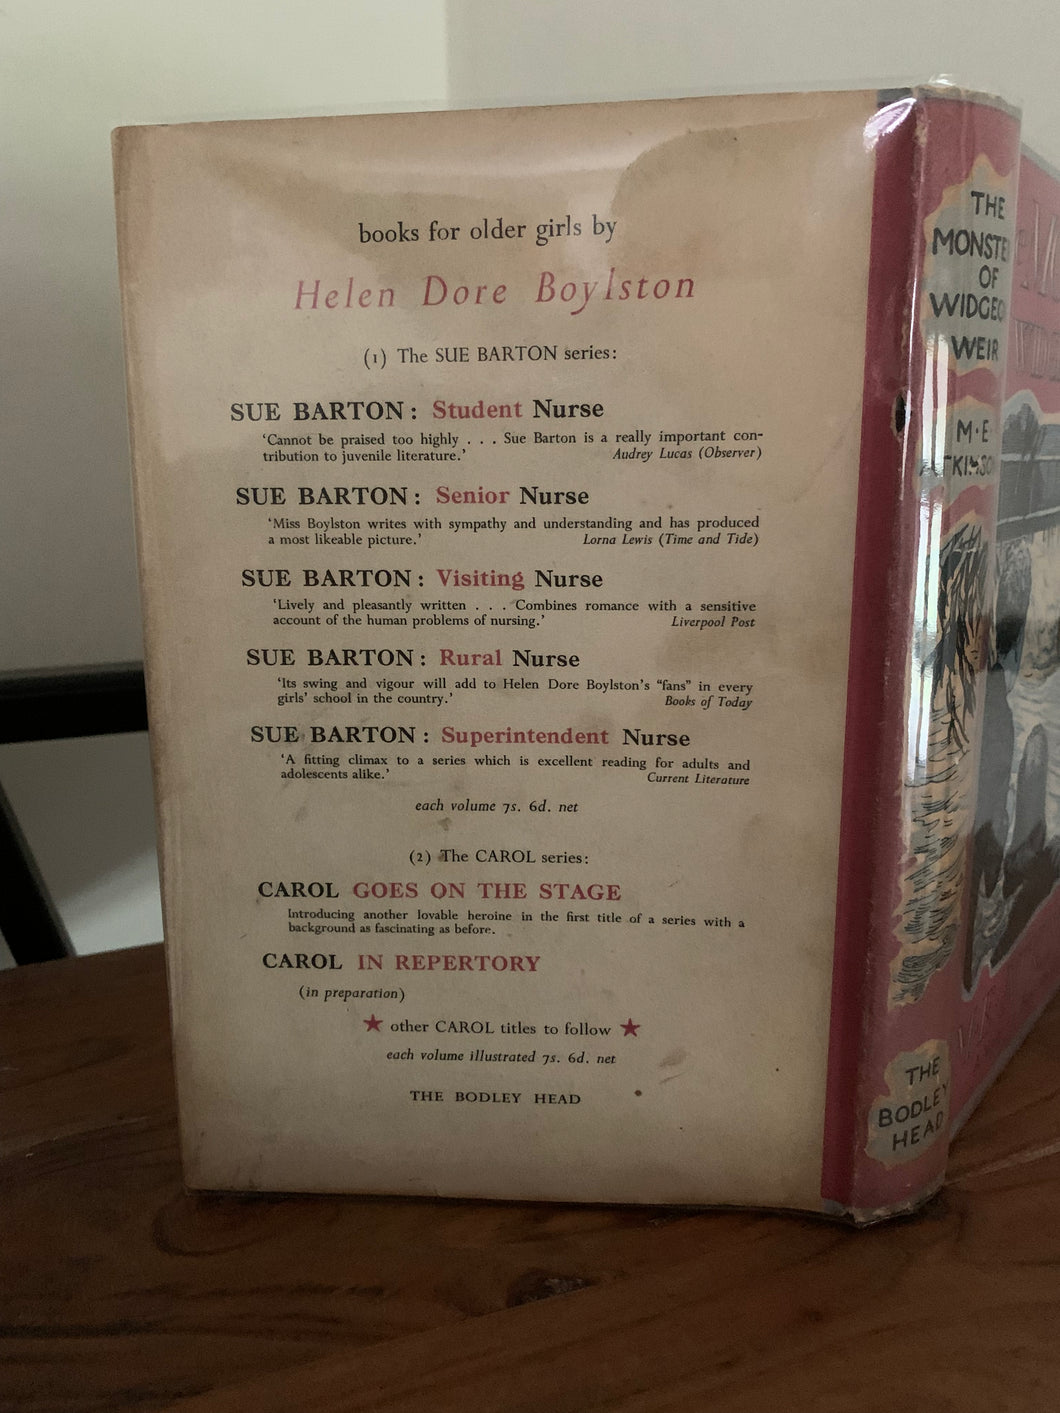 books for older girls by
Helen Dore Boylston
(1) The SUE BARTON series:
SUE BARTON: Student Nurse
‘Cannot be praised too highly . . . Sue Barton is a really important con-
tribution to juvenile literature.’ Audrey Lucas (Observer)
SUE BARTON: Senior Nurse
‘Miss Boylston writes with sympathy and understanding and has produced
a most likeable picture.’ Lorna Lewis (Time and Tide)
SUE BARTON: Visiting Nurse
‘Lively and pleasantly written . . . Combines romance with a sensitive
account of the human problems of nursing.’ Liverpool Post
SUE BARTON: Rural Nurse
‘Its swing and vigour will add to Helen Dore Boylston’s “fans” in every
girls’ school in the country.’ Books of Today
SUE BARTON: Superintendent Nurse
‘A fitting climax to a series which is excellent reading for adults and
adolescents alike.’ Current Literature
each volume 7s. 6d. net
(2) The CAROL series:
CAROL GOES ON THE STAGE
Introducing another lovable heroine in the first title of a series with a
background as fascinating as before.
CAROL IN REPERTORY
(in preparation)
★ other CAROL titles to follow ★
each volume illustrated 7s. 6d. net
THE BODLEY HEAD
THE
MONSTE
OF
WIDGEO
WEIR
M·E
ATKINSO
THE
BODLEY
HEAD